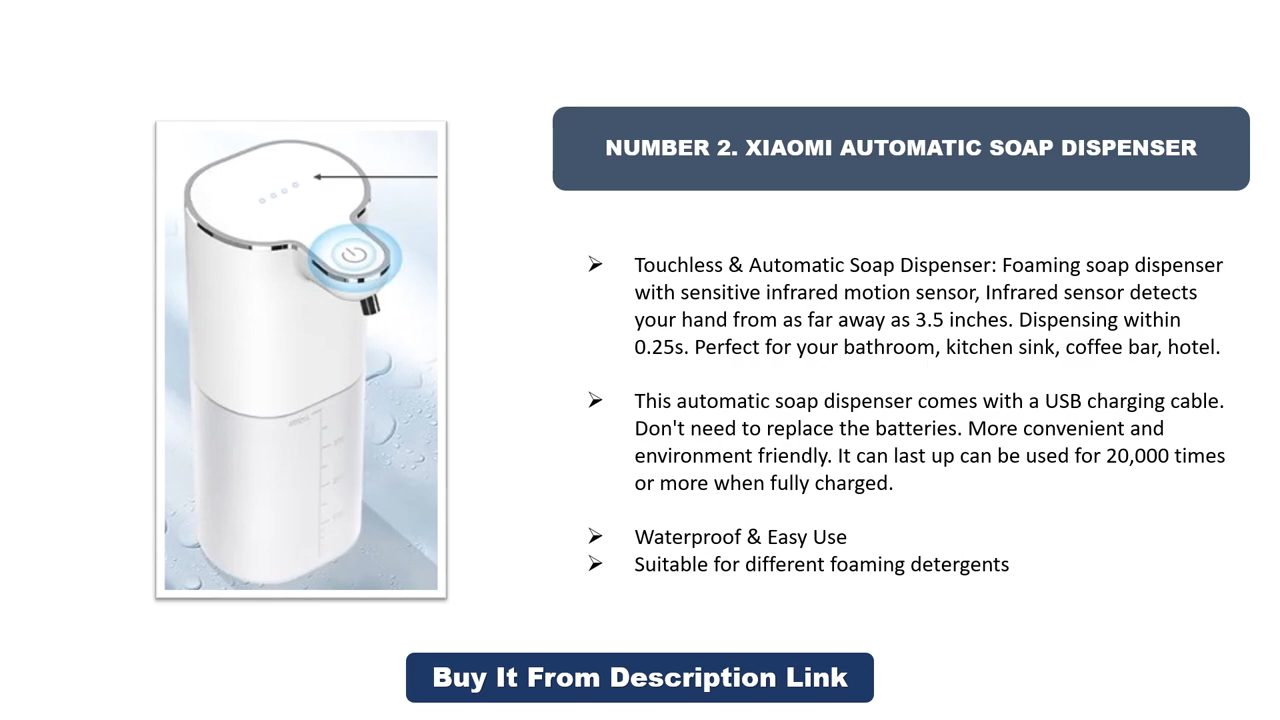 NUMBER 2. XIAOMI AUTOMATIC SOAP DISPENSER
Touchless & Automatic Soap Dispenser: Foaming soap dispenser
with sensitive infrared motion sensor, Infrared sensor detects
your hand from as far away as 3.5 inches. Dispensing within
0.25s. Perfect for your bathroom, kitchen sink, coffee bar, hotel.
This automatic soap dispenser comes with a USB charging cable.
Don't need to replace the batteries. More convenient and
environment friendly. It can last up can be used for 20,000 times
or more when fully charged.
Waterproof & Easy Use
Suitable for different foaming detergents
Buy It From Description Link